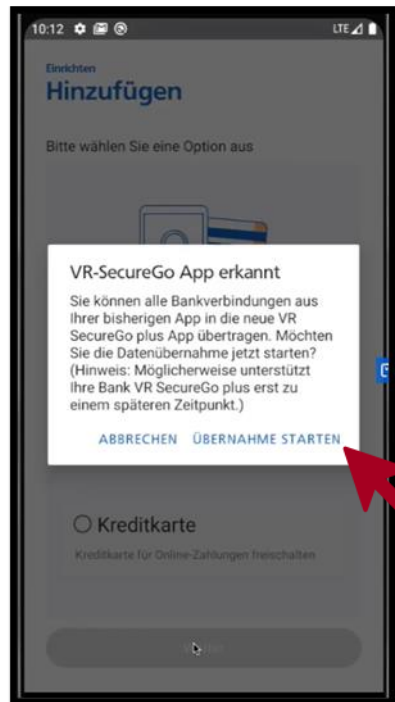 10:12 LTE
Einrichten
Hinzufügen
Bitte wählen Sie eine Option aus
VR-SecureGo App erkannt
Sie können alle Bankverbindungen aus
Ihrer bisherigen App in die neue VR
SecureGo plus App übertragen. Möchten
Sie die Datenübernahme jetzt starten?
(Hinweis: Möglicherweise unterstützt
Ihre Bank VR SecureGo plus erst zu
einem späteren Zeitpunkt.)
ABBRECHEN ÜBERNAHME STARTEN
Kreditkarte
Kreditkarte für Online-Zahlungen freischalten